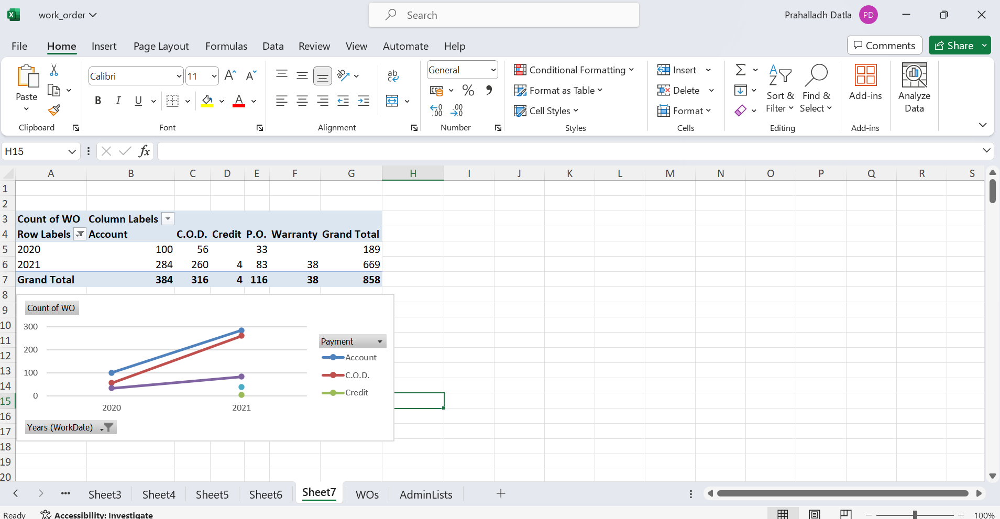 work_order
Search
Prahalladh Datla
PD
File Home Insert Page Layout Formulas Data Review View Automate Help
Comments Share
Paste
Calibri 11
B I U A
ab
General
% 9
Conditional Formatting
Format as Table
Cell Styles
Insert
Delete
Format
Sort & Filter
Find & Select
Add-ins
Analyze Data
Clipboard Font Alignment Number Styles Cells Editing Add-ins
H15
fx
A B C D E F G H I J K L M N O P Q R S
1
2
3 Count of WO Column Labels
4 Row Labels Account C.O.D. Credit P.O. Warranty Grand Total
5 2020 100 56 33 189
6 2021 284 260 4 83 38 669
7 Grand Total 384 316 4 116 38 858
8
9 Count of WO
10 300
11 Payment
12 200 Account
13 100 C.O.D.
14 Credit
15 0
16 2020 2021
17 Years (WorkDate)
18
19
20
Sheet3 Sheet4 Sheet5 Sheet6 Sheet7 WOs AdminLists
Ready Accessibility: Investigate 100%